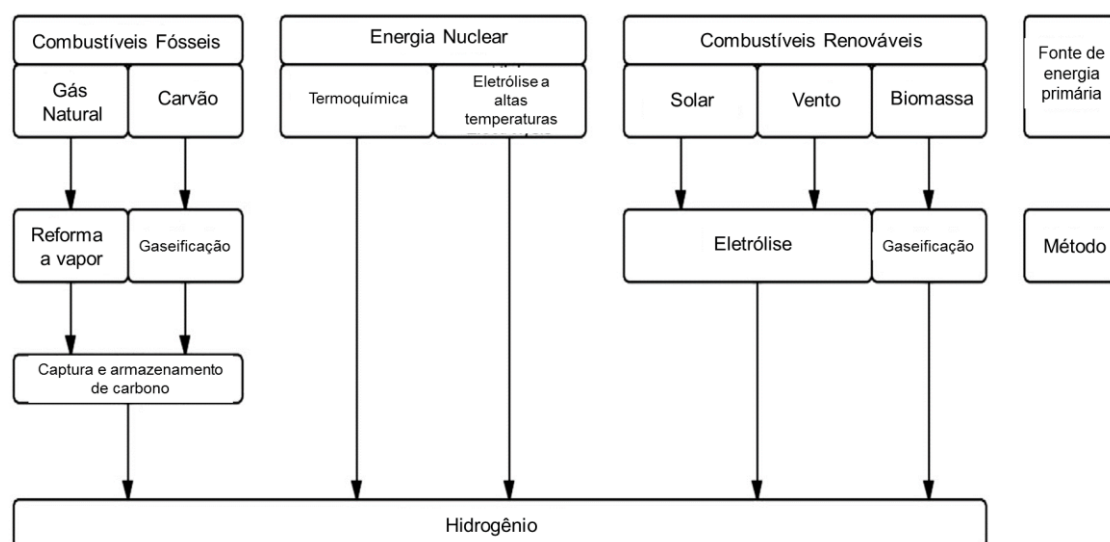 Combustíveis Fósseis
Energia Nuclear
Combustíveis Renováveis
Fonte de
energia
primária
Gás
Natural
Carvão
Termoquímica
Eletrólise a
altas
temperaturas
Solar
Vento
Biomassa
Reforma
a vapor
Gaseificação
Eletrólise
Gaseificação
Método
Captura e armazenamento
de carbono
Hidrogênio